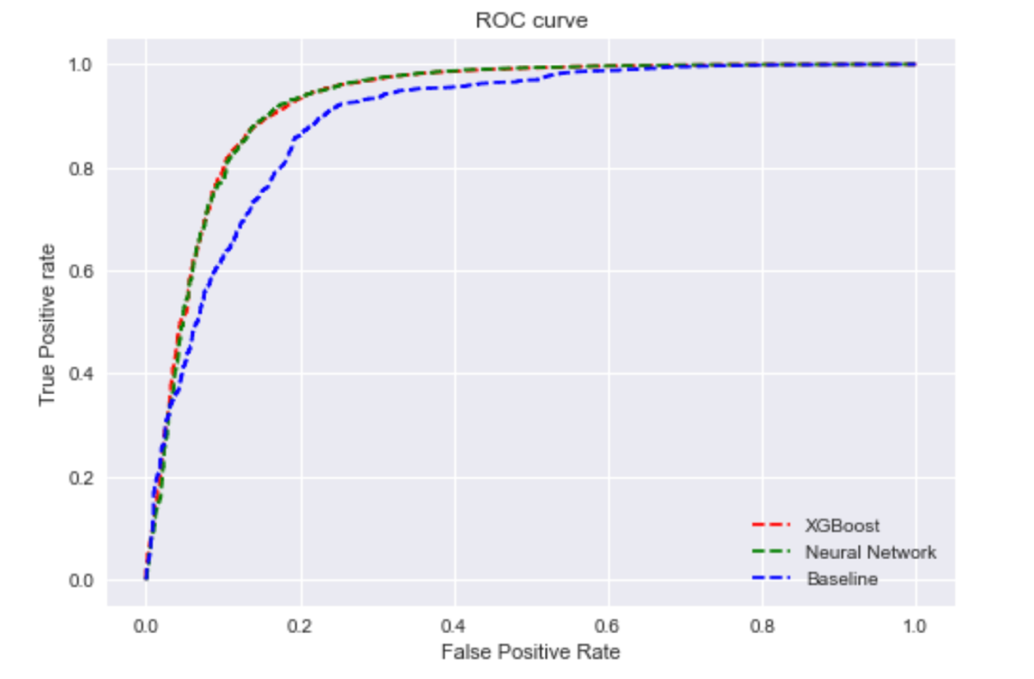 ROC curve
True Positive rate
1.0
0.8
0.6
0.4
0.2
0.0
XGBoost
Neural Network
Baseline
0.0 0.2 0.4 0.6 0.8 1.0
False Positive Rate